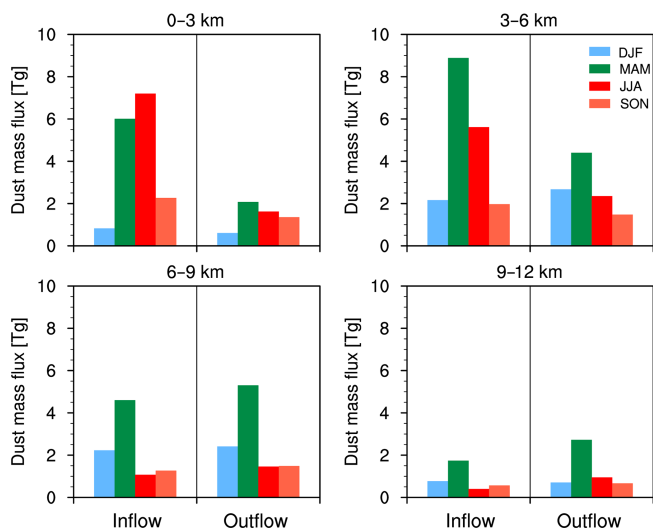 0–3 km
3–6 km
Dust mass flux [Tg]
10
8
6
4
2
0
Dust mass flux [Tg]
10
8
6
4
2
0
DJF
MAM
JJA
SON
6–9 km
9–12 km
Dust mass flux [Tg]
10
8
6
4
2
0
Inflow
Outflow
Dust mass flux [Tg]
10
8
6
4
2
0
Inflow
Outflow